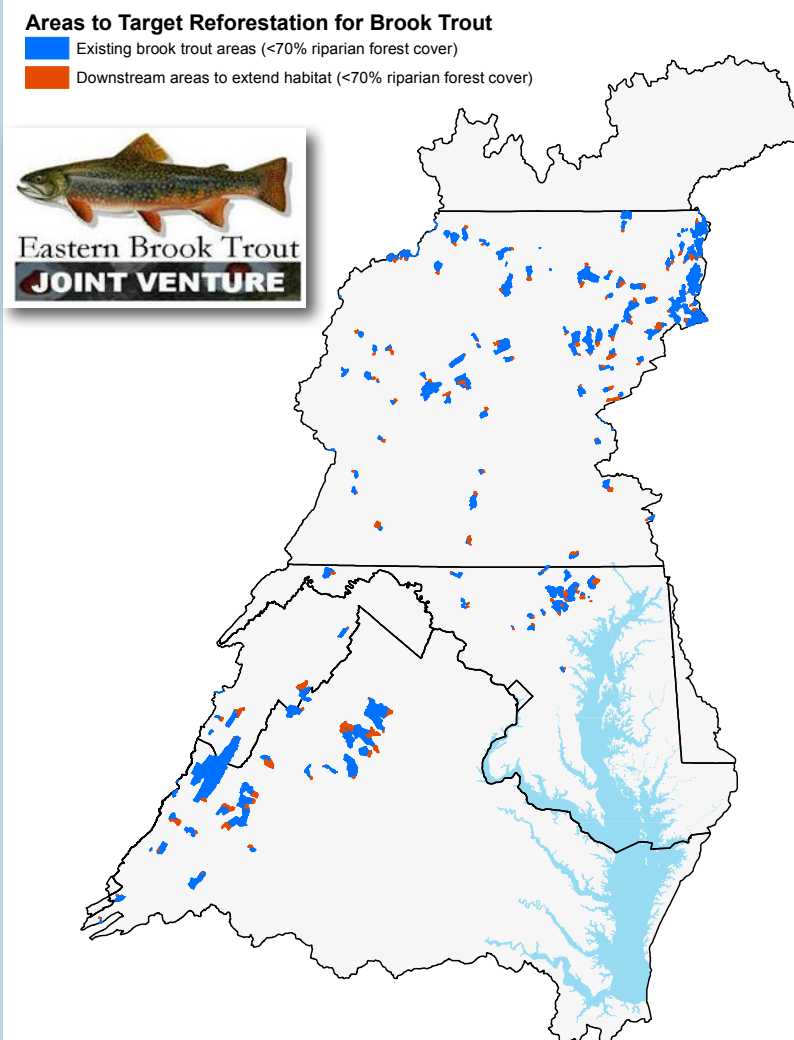 Areas to Target Reforestation for Brook Trout
Existing brook trout areas (<70% riparian forest cover)
Downstream areas to extend habitat (<70% riparian forest cover)
Eastern Brook Trout
JOINT VENTURE